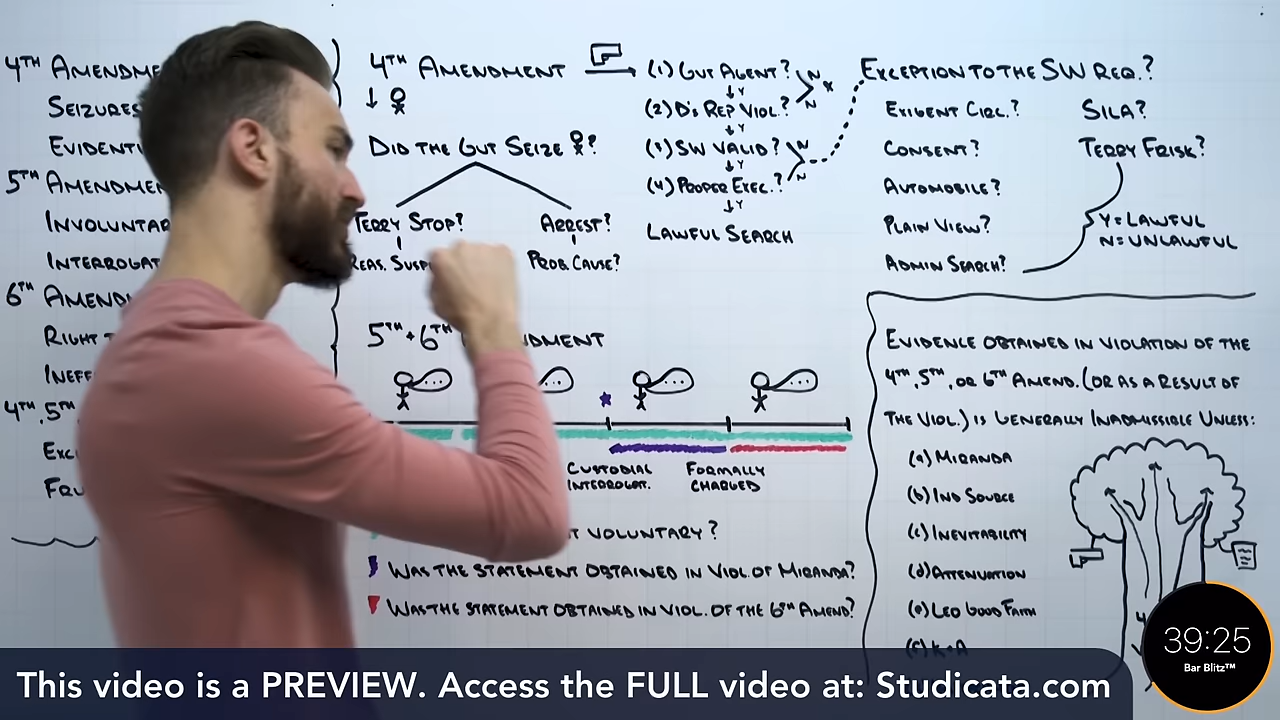 4TH AMENDME
SEIZURES
EVIDENTI
5TH AMENDMEN
INVOLUNTAR
INTERROGAT
6TH AMEND
RIGHT T
INEFF
4TH, 5TH
EXC
FRU
4TH AMENDMENT
DID THE GVT SEIZE ?
TERRY STOP?
ARREST?
REAS. SUSP
PROB. CAUSE?
(1) GVT AGENT?
N
Y
(2) D's REP VIOL.?
N
Y
(3) SW VALID?
N
Y
(4) PROPER EXEC.?
N
Y
LAWFUL SEARCH
EXCEPTION TO THE SW REQ.?
EXIGENT CIRC.?
SILA?
CONSENT?
TERRY FRISK?
AUTOMOBILE?
PLAIN VIEW?
Y=LAWFUL
N=UNLAWFUL
ADMIN SEARCH?
5TH + 6TH NDMENT
CUSTODIAL
INTERROGAT.
FORMALLY
CHARGED
T VOLUNTARY?
WAS THE STATEMENT OBTAINED IN VIOL. OF MIRANDA?
WAS THE STATEMENT OBTAINED IN VIOL. OF THE 6TH AMEND?
EVIDENCE OBTAINED IN VIOLATION OF THE
4TH, 5TH, OR 6TH AMEND. (OR AS A RESULT OF
THE VIOL.) IS GENERALLY INADMISSIBLE UNLESS:
(a) MIRANDA
(b) IND SOURCE
(c) INEVITABILITY
(d) ATTENUATION
(e) LEO GOOD FAITH
(f) K+A
39:25
Bar Blitz™
This video is a PREVIEW. Access the FULL video at: Studicata.com